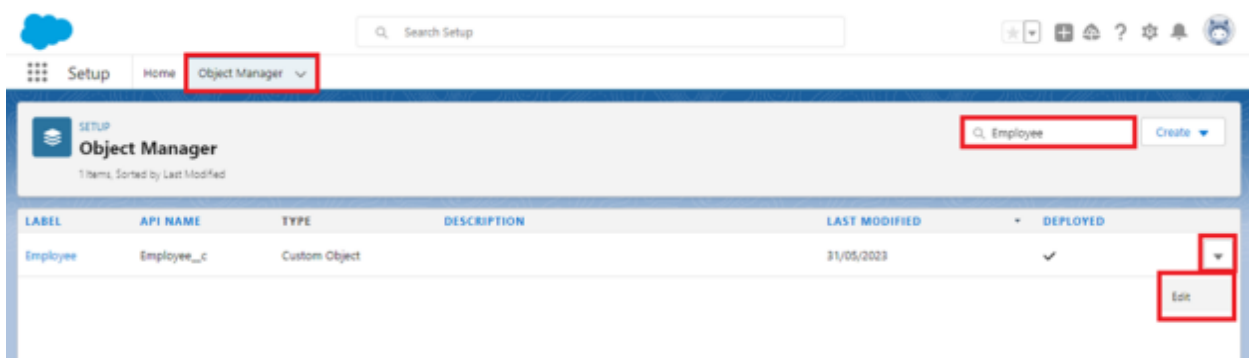 Search Setup
Setup Home Object Manager
SETUP
Object Manager
1 Items, Sorted by Last Modified
Employee
Create
LABEL API NAME TYPE DESCRIPTION LAST MODIFIED DEPLOYED
Employee Employee__c Custom Object 31/05/2023
Edit